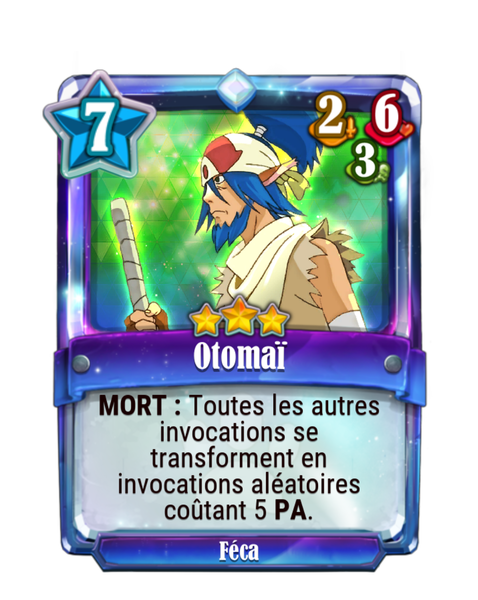 7
2
6
3
Otomaï
MORT : Toutes les autres
invocations se
transforment en
invocations aléatoires
coûtant 5 PA.
Féca